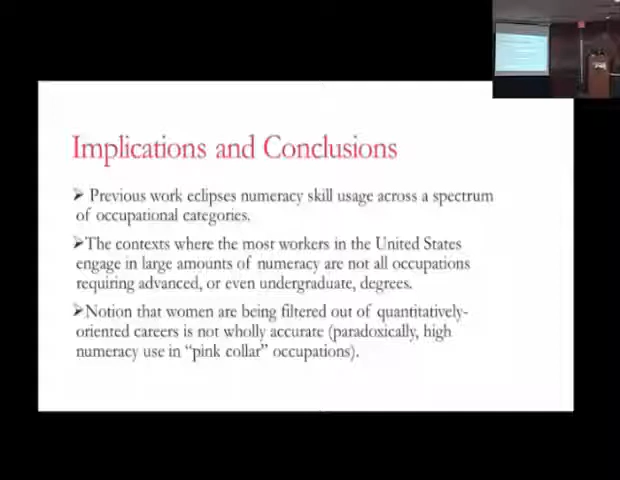 Implications and Conclusions
➤ Previous work eclipses numeracy skill usage across a spectrum
of occupational categories.
➤The contexts where the most workers in the United States
engage in large amounts of numeracy are not all occupations
requiring advanced, or even undergraduate, degrees.
➤Notion that women are being filtered out of quantitatively-
oriented careers is not wholly accurate (paradoxically, high
numeracy use in “pink collar” occupations).